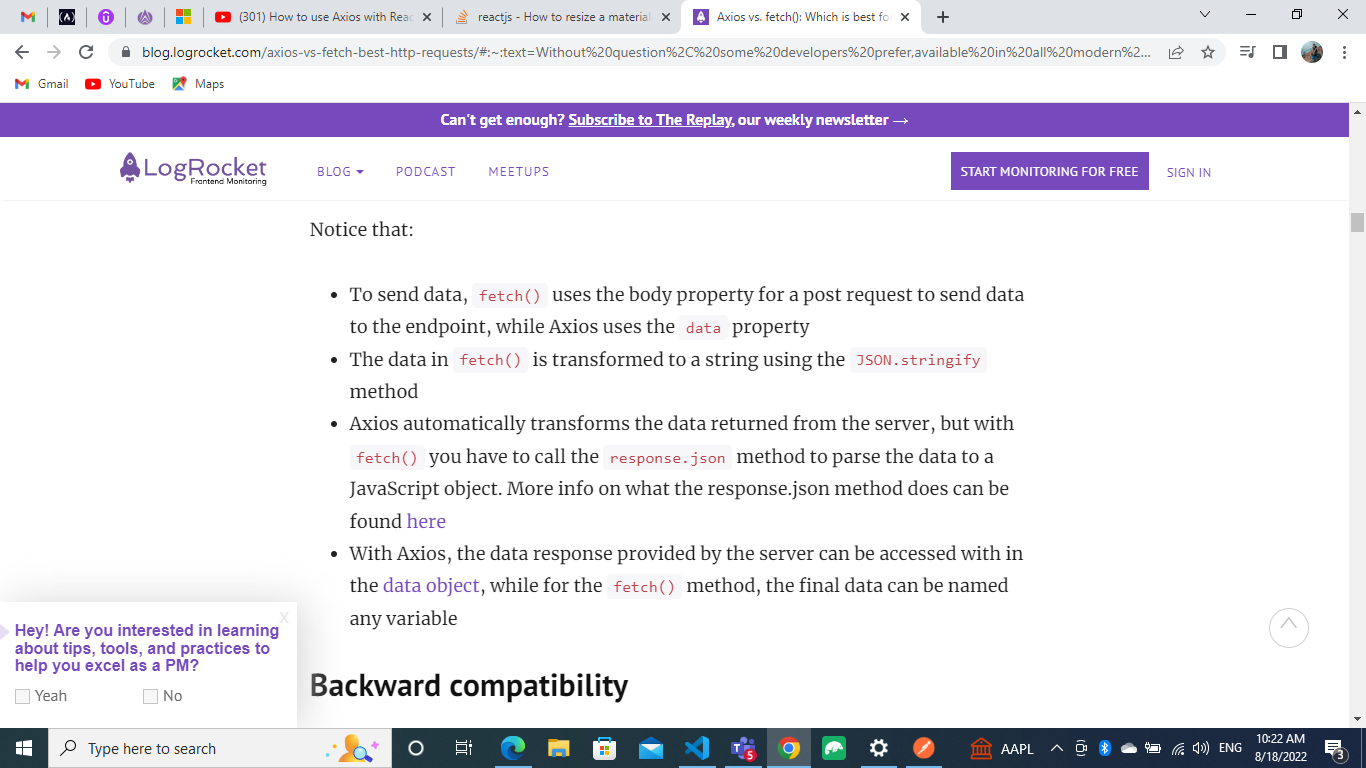 (301) How to use Axios with Reac
reactjs - How to resize a material
Axios vs. fetch(): Which is best fo
blog.logrocket.com/axios-vs-fetch-best-http-requests/#:~:text=Without%20question%2C%20some%20developers%20prefer,available%20in%20all%20modern%2...
Gmail
YouTube
Maps
Can't get enough? Subscribe to The Replay, our weekly newsletter →
LogRocket
Frontend Monitoring
BLOG
PODCAST
MEETUPS
START MONITORING FOR FREE
SIGN IN
Notice that:
• To send data, fetch() uses the body property for a post request to send data
to the endpoint, while Axios uses the data property
• The data in fetch() is transformed to a string using the JSON.stringify
method
• Axios automatically transforms the data returned from the server, but with
fetch() you have to call the response.json method to parse the data to a
JavaScript object. More info on what the response.json method does can be
found here
• With Axios, the data response provided by the server can be accessed with in
the data object, while for the fetch() method, the final data can be named
any variable
X
Hey! Are you interested in learning
about tips, tools, and practices to
help you excel as a PM?
Yeah
No
Backward compatibility
Type here to search
5
AAPL
ENG
10:22 AM
8/18/2022
3